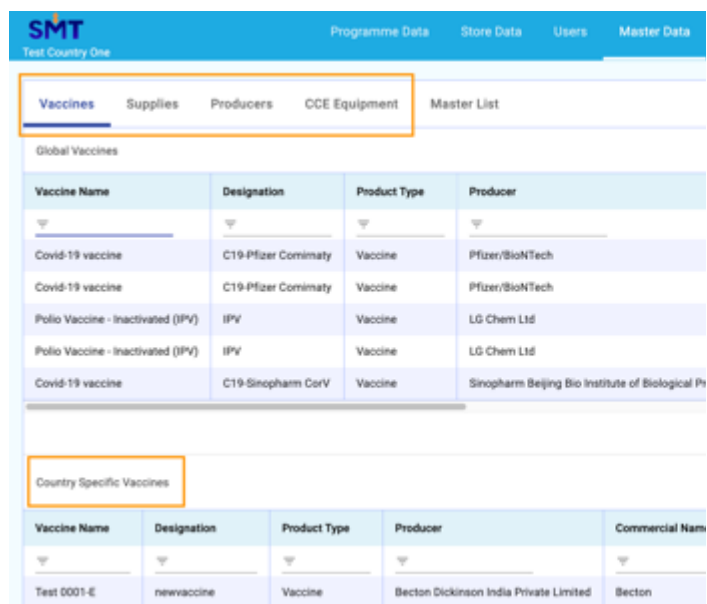 SMT
Test Country One
Programme Data Store Data Users Master Data
Vaccines Supplies Producers CCE Equipment Master List
Global Vaccines
Vaccine Name Designation Product Type Producer
Covid-19 vaccine C19-Pfizer Comirnaty Vaccine Pfizer/BioNTech
Covid-19 vaccine C19-Pfizer Comirnaty Vaccine Pfizer/BioNTech
Polio Vaccine - Inactivated (IPV) IPV Vaccine LG Chem Ltd
Polio Vaccine - Inactivated (IPV) IPV Vaccine LG Chem Ltd
Covid-19 vaccine C19-Sinopharm CorV Vaccine Sinopharm Beijing Bio Institute of Biological Pr
Country Specific Vaccines
Vaccine Name Designation Product Type Producer Commercial Name
Test 0001-E newvaccine Vaccine Becton Dickinson India Private Limited Becton